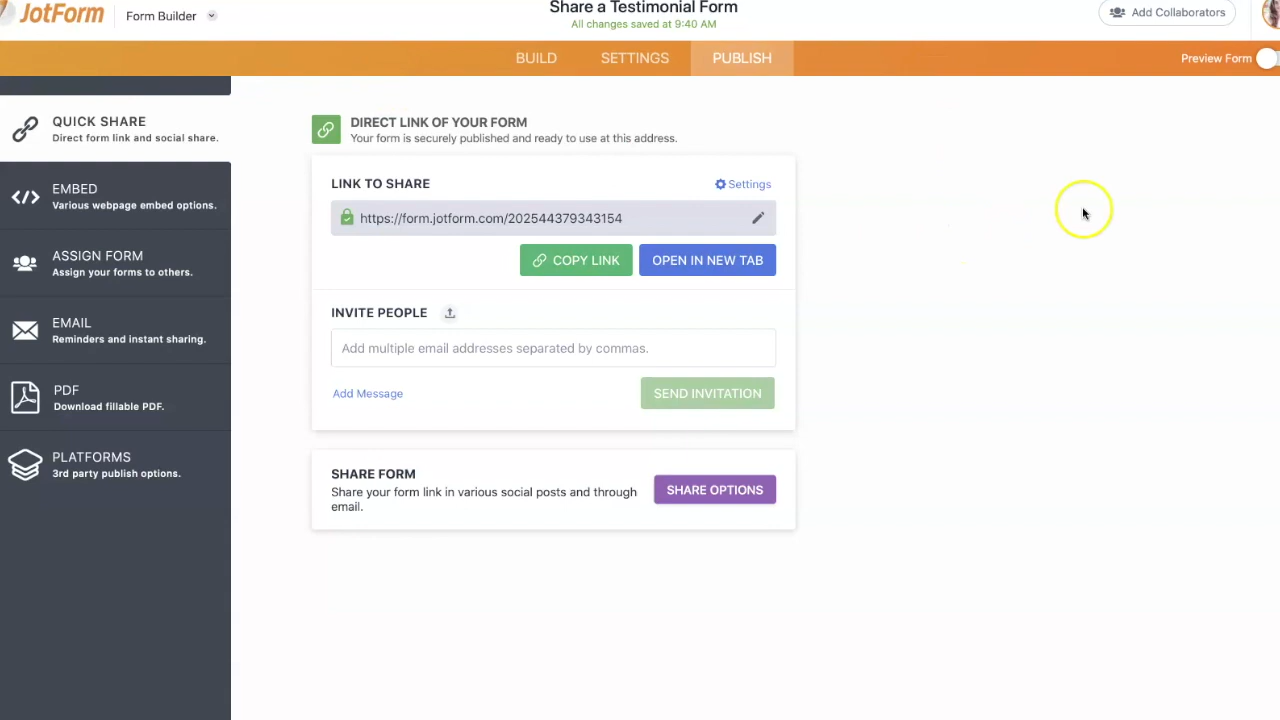 JotForm
Form Builder
Share a Testimonial Form
All changes saved at 9:40 AM
Add Collaborators
BUILD
SETTINGS
PUBLISH
Preview Form
QUICK SHARE
Direct form link and social share.
EMBED
Various webpage embed options.
ASSIGN FORM
Assign your forms to others.
EMAIL
Reminders and instant sharing.
PDF
Download fillable PDF.
PLATFORMS
3rd party publish options.
DIRECT LINK OF YOUR FORM
Your form is securely published and ready to use at this address.
LINK TO SHARE
Settings
https://form.jotform.com/202544379343154
COPY LINK
OPEN IN NEW TAB
INVITE PEOPLE
Add multiple email addresses separated by commas.
Add Message
SEND INVITATION
SHARE FORM
Share your form link in various social posts and through
email.
SHARE OPTIONS